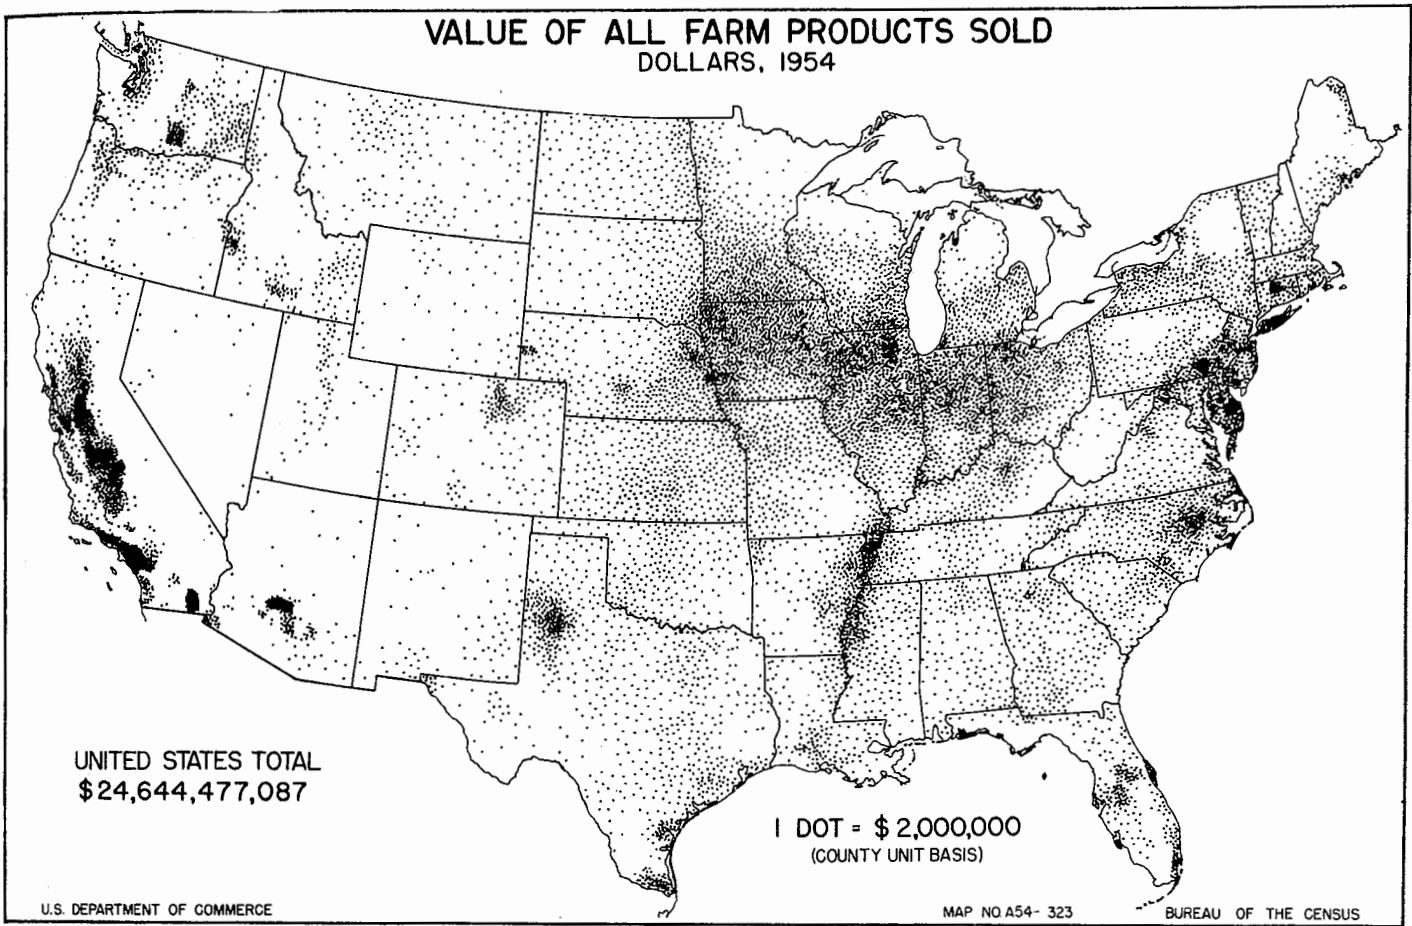 VALUE OF ALL FARM PRODUCTS SOLD
DOLLARS, 1954
UNITED STATES TOTAL
$24,644,477,087
1 DOT = $2,000,000
(COUNTY UNIT BASIS)
U.S. DEPARTMENT OF COMMERCE
MAP NO. A54-323
BUREAU OF THE CENSUS